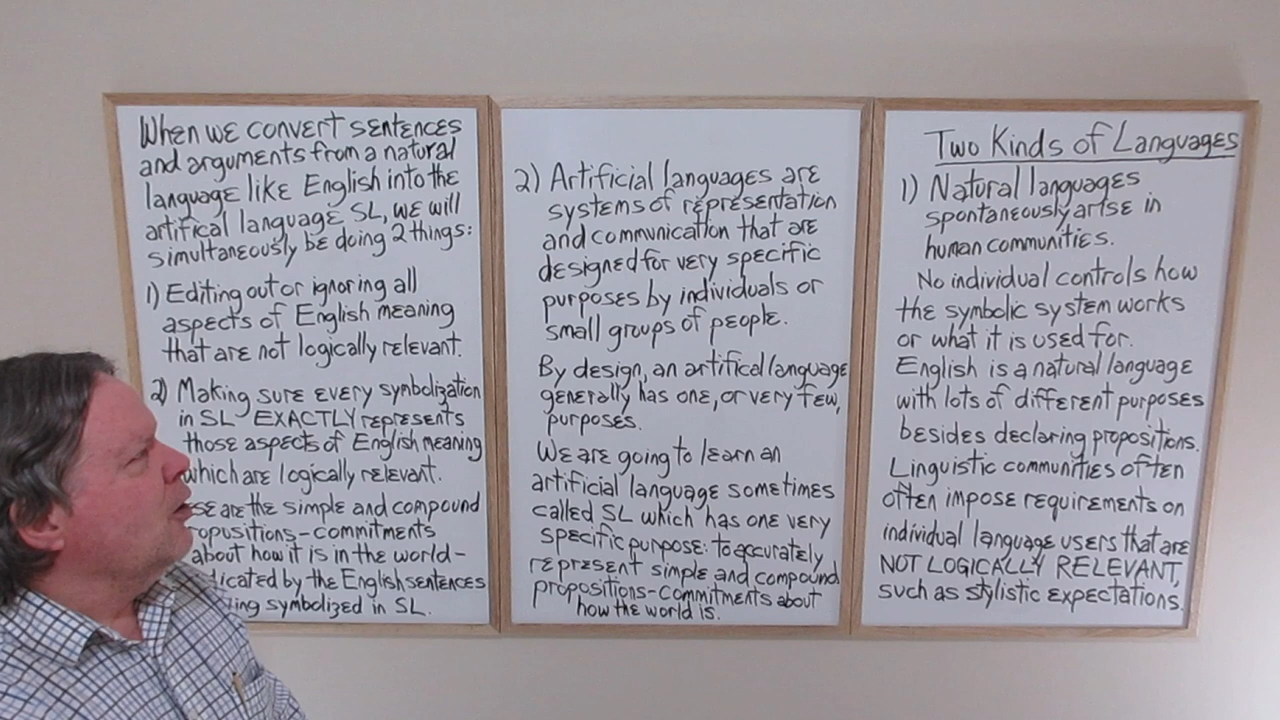 When we convert sentences
and arguments from a natural
language like English into the
artifical language SL, we will
simultaneously be doing 2 things:
1) Editing out or ignoring all
aspects of English meaning
that are not logically relevant.
2) Making sure every symbolization
in SL EXACTLY represents
those aspects of English meaning
which are logically relevant.
are the simple and compound
commitments
about how it is in the world-
by the English sentences
symbolized in SL.
2) Artificial languages are
systems of representation
and communication that are
designed for very specific
purposes by individuals or
small groups of people.
By design, an artifical language
generally has one, or very few,
purposes.
We are going to learn an
artificial language sometimes
called SL which has one very
specific purpose: to accurately
represent simple and compound
propositions-commitments about
how the world is.
Two Kinds of Languages
1) Natural languages
spontaneously arise in
human communities.
No individual controls how
the symbolic system works
or what it is used for.
English is a natural language
with lots of different purposes
besides declaring propositions.
Linguistic communities often
often impose requirements on
individual language users that are
NOT LOGICALLY RELEVANT,
such as stylistic expectations.